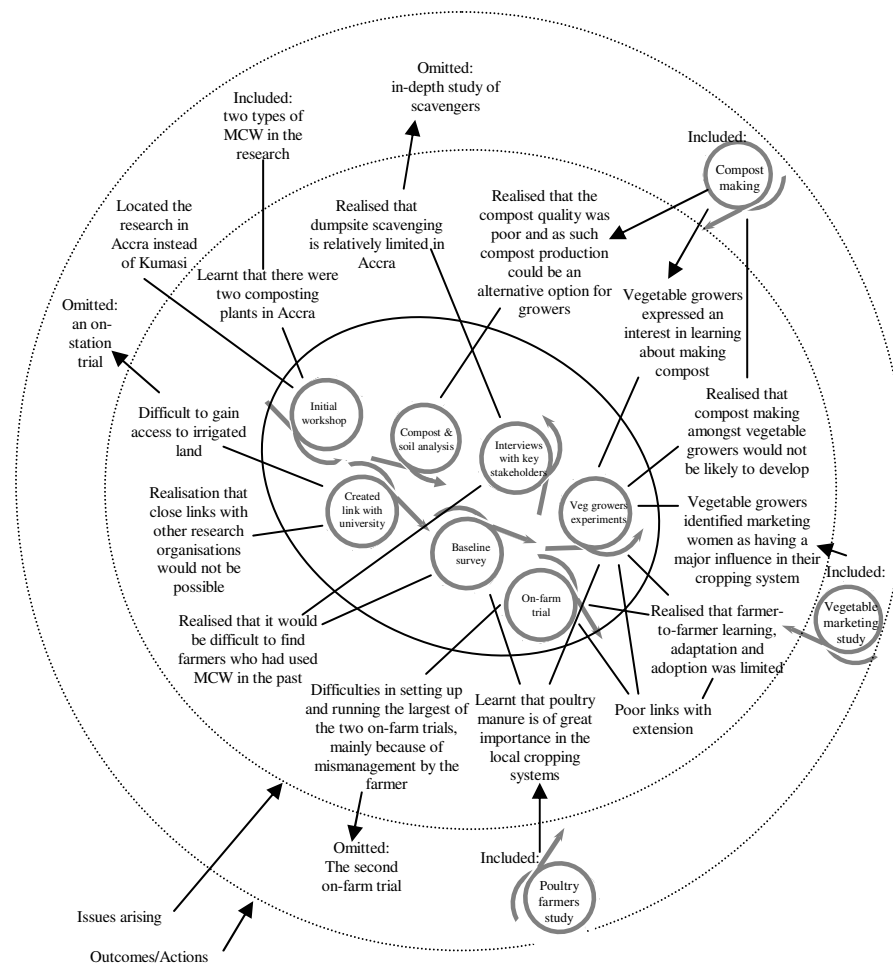 Omitted:
in-depth study of
scavengers
Included:
two types of
MCW in the
research
Included:
Compost
making
Located the
research in
Accra instead
of Kumasi
Realised that
dumpsite scavenging
is relatively limited in
Accra
Realised that the
compost quality was
poor and as such
compost production
could be an
alternative option for
growers
Learnt that there were
two composting
plants in Accra
Vegetable growers
expressed an
interest in learning
about making
compost
Omitted:
an on-
station
trial
Difficult to gain
access to irrigated
land
Initial
workshop
Compost &
soil analysis
Interviews
with key
stakeholders
Realised that
compost making
amongst vegetable
growers would not
be likely to develop
Realisation that
close links with
other research
organisations
would not be
possible
Created
link with
university
Baseline
survey
Veg growers
experiments
Vegetable growers
identified marketing
women as having a
major influence in their
cropping system
On-farm
trial
Included:
Vegetable
marketing
study
Realised that it would
be difficult to find
farmers who had used
MCW in the past
Realised that farmer-
to-farmer learning,
adaptation and
adoption was limited
Difficulties in setting up
and running the largest of
the two on-farm trials,
mainly because of
mismanagement by the
farmer
Learnt that poultry
manure is of great
importance in the
local cropping
systems
Poor links with
extension
Omitted:
The second
on-farm trial
Included:
Poultry
farmers
study
Issues arising
Outcomes/Actions